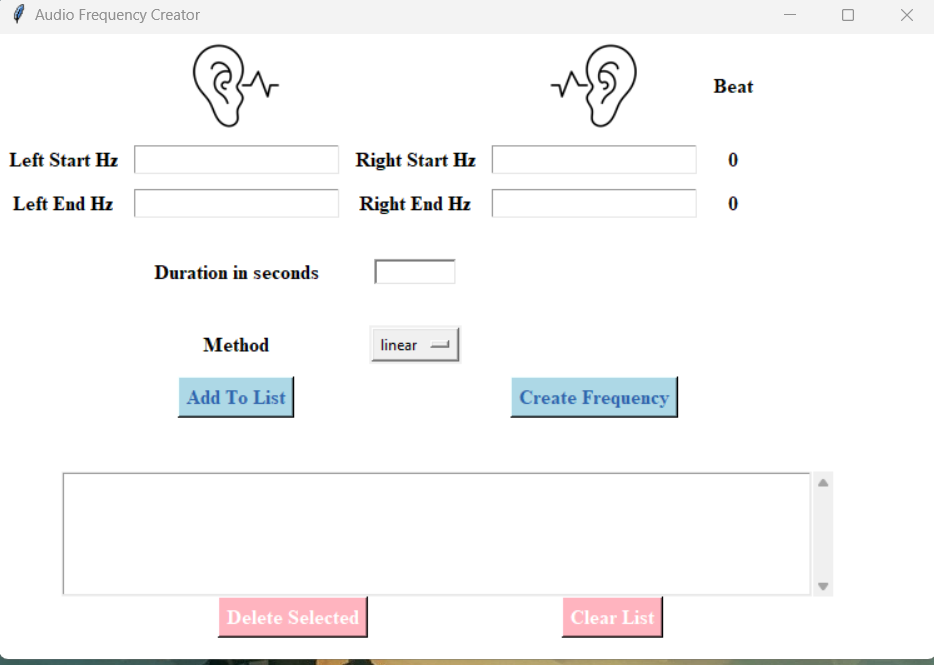 Audio Frequency Creator
Beat
Left Start Hz Right Start Hz 0
Left End Hz Right End Hz 0
Duration in seconds
Method linear
Add To List Create Frequency
Delete Selected Clear List